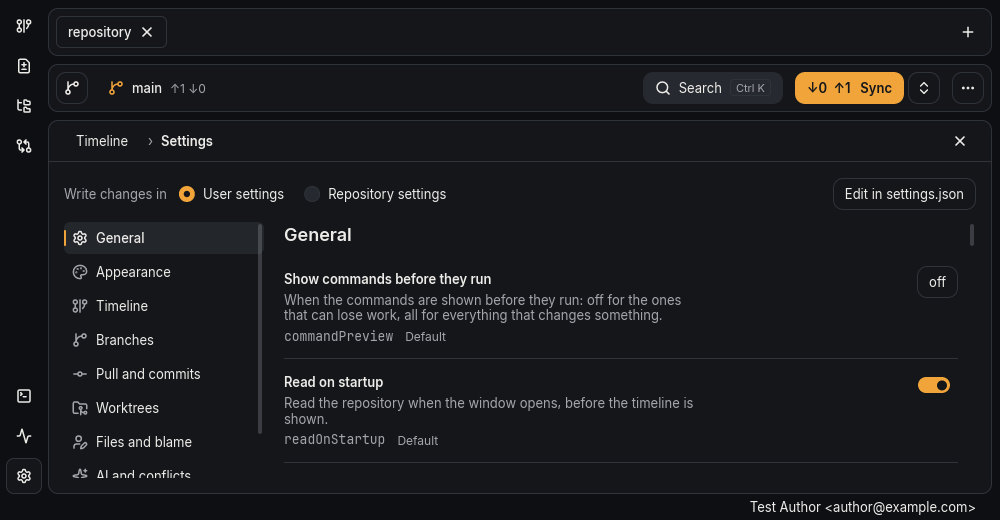 repository
main ↑1 ↓0
Search Ctrl K
↓0 ↑1 Sync
Timeline › Settings
Write changes in User settings Repository settings
Edit in settings.json
General
Appearance
Timeline
Branches
Pull and commits
Worktrees
Files and blame
AI and conflicts
General
Show commands before they run
off
When the commands are shown before they run: off for the ones
that can lose work, all for everything that changes something.
commandPreview Default
Read on startup
Read the repository when the window opens, before the timeline is
shown.
readOnStartup Default
Test Author <author@example.com>